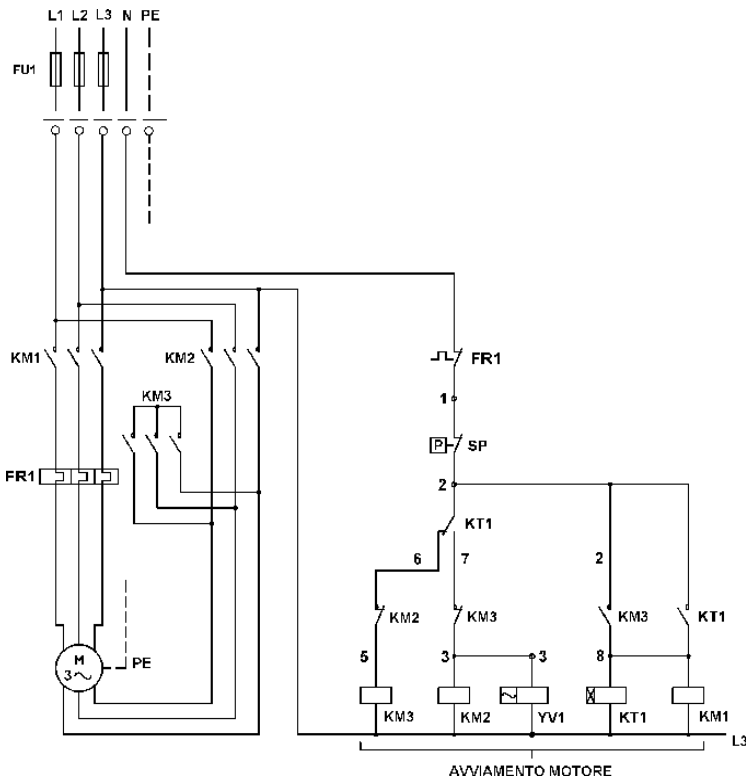 L1 L2 L3 N PE
FU1
KM1
KM2
FR1
KM3
1
P SP
FR1
2
KT1
6 7 2
KM2 KM3 KM3 KT1
M
3
PE
5 3 3 8
KM3 KM2 YV1 KT1 KM1
L3
AVVIAMENTO MOTORE